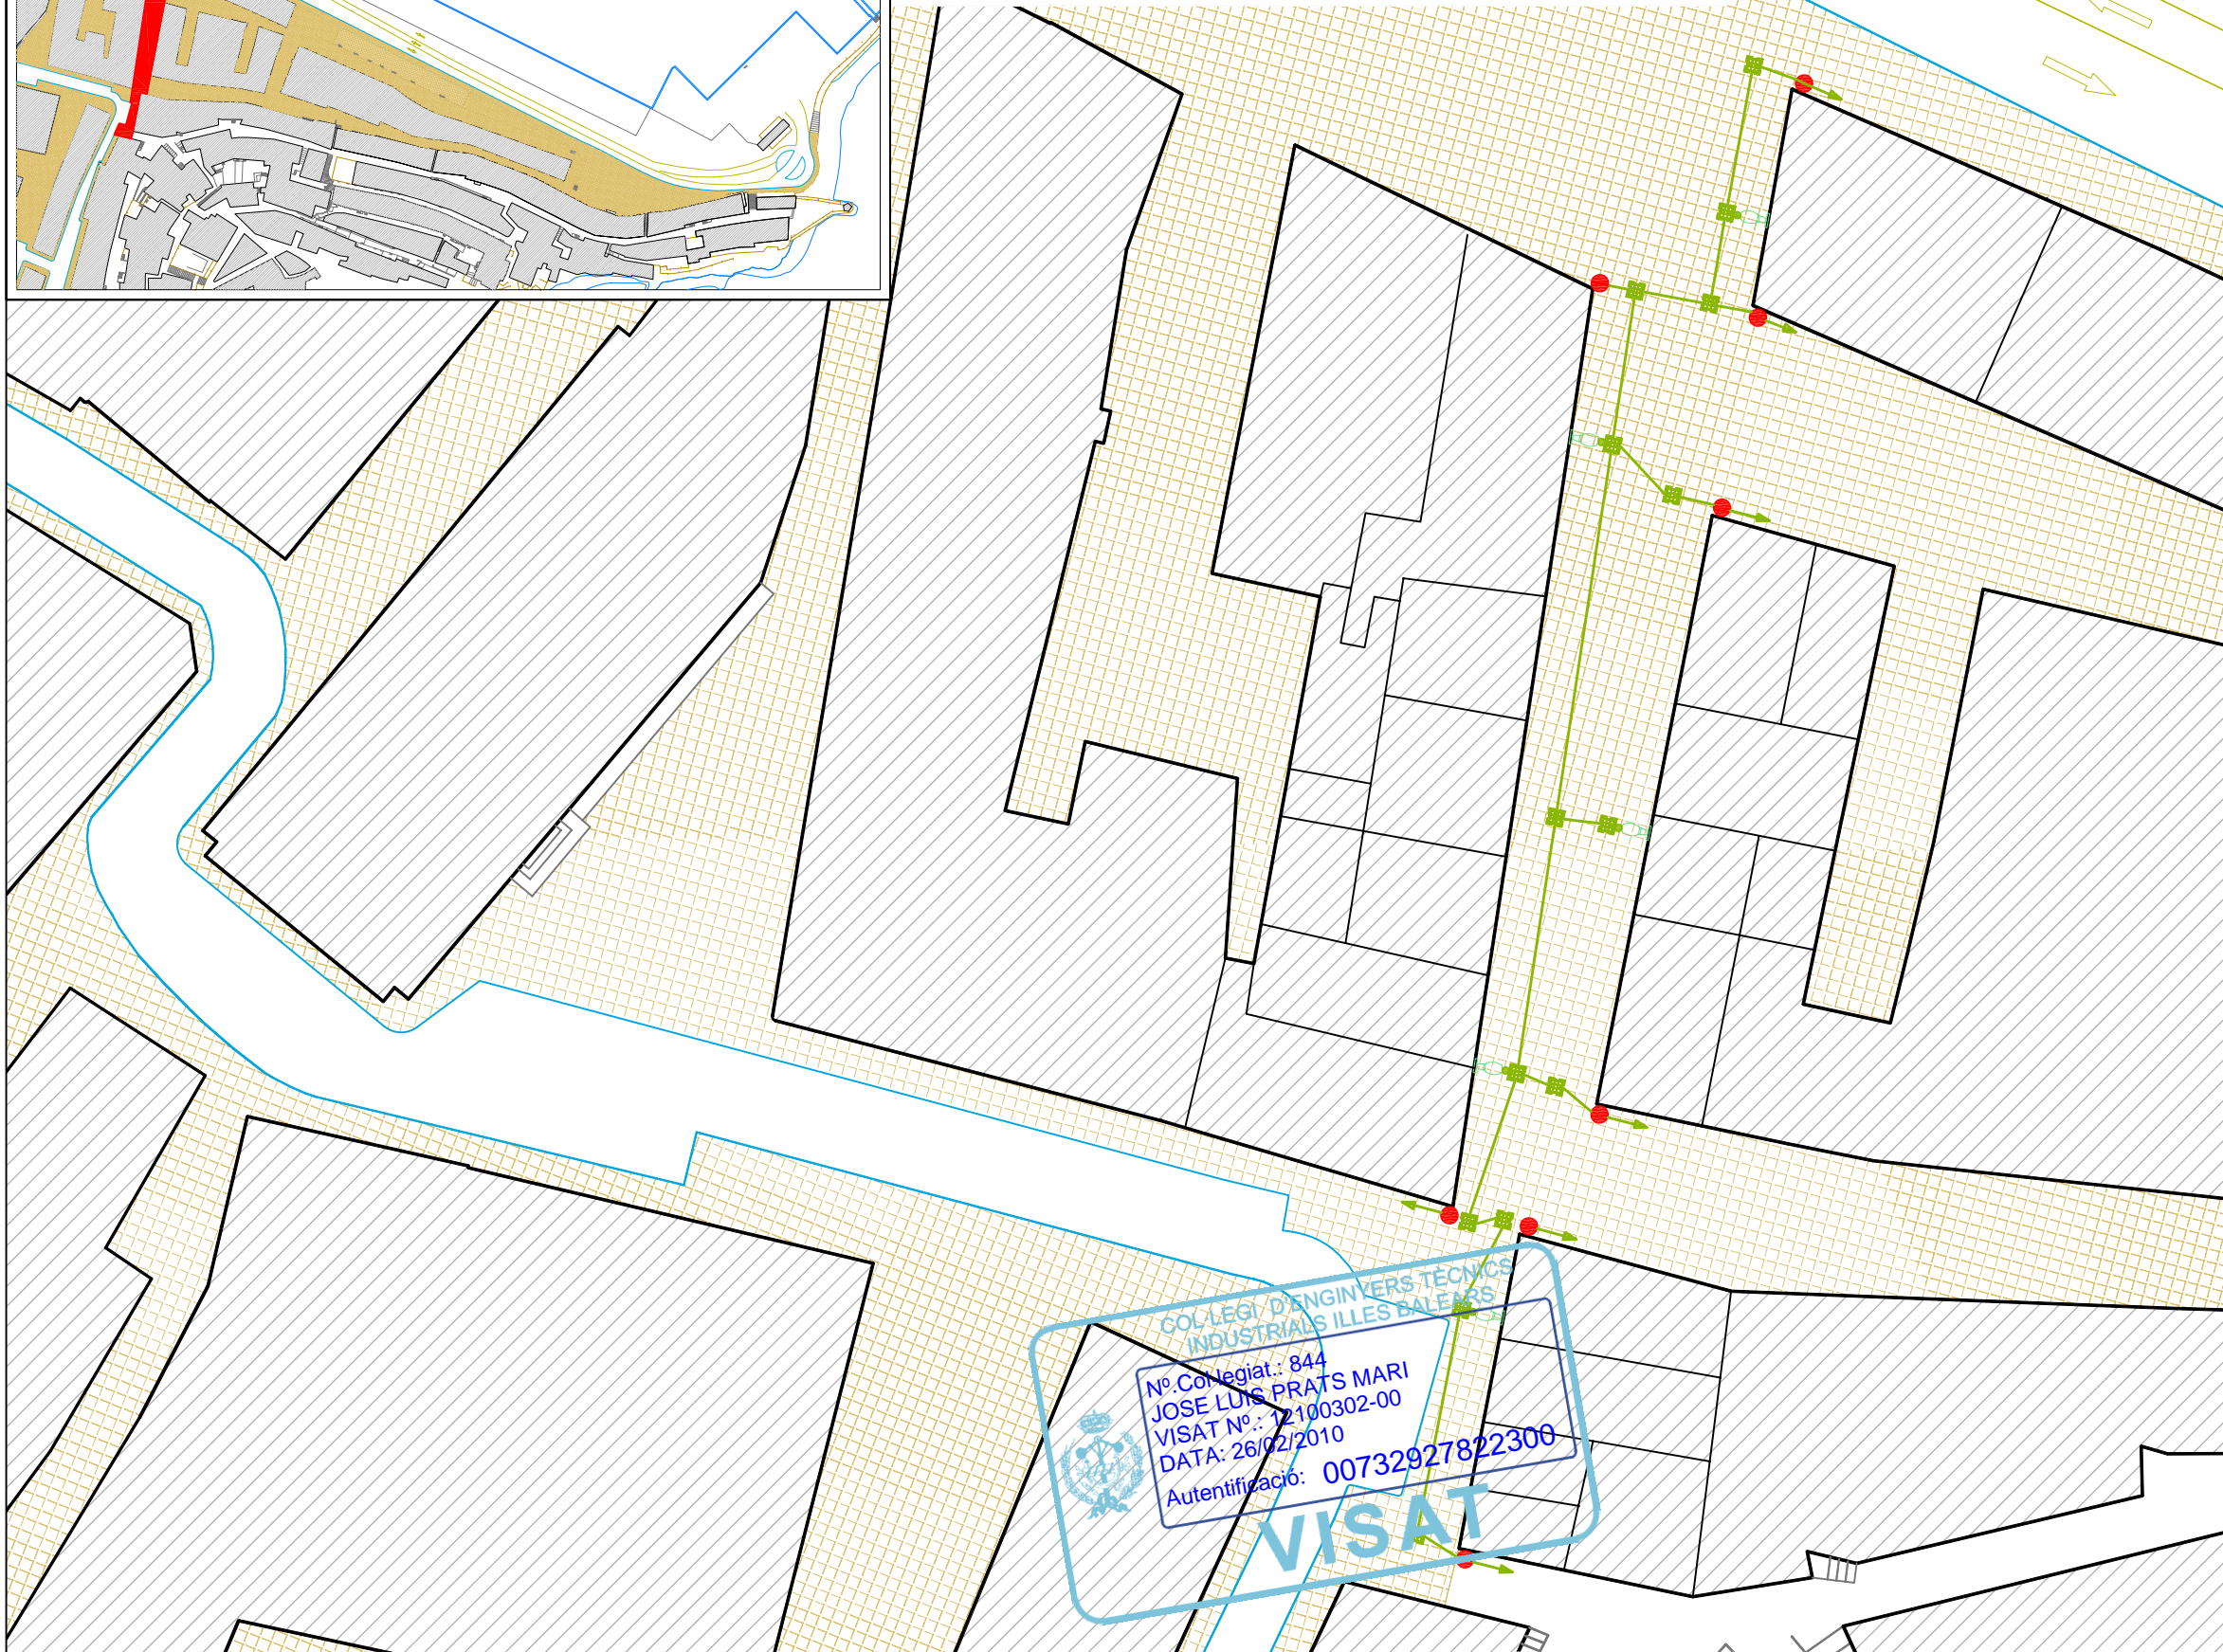 COL·LEGI D'ENGINYERS TÈCNICS
INDUSTRIALS ILLES BALEARS
Nº.Col·legiat.: 844
JOSE LUIS PRATS MARI
VISAT Nº.: 12100302-00
DATA: 26/02/2010
Autentificació: 00732927822300
VISAT